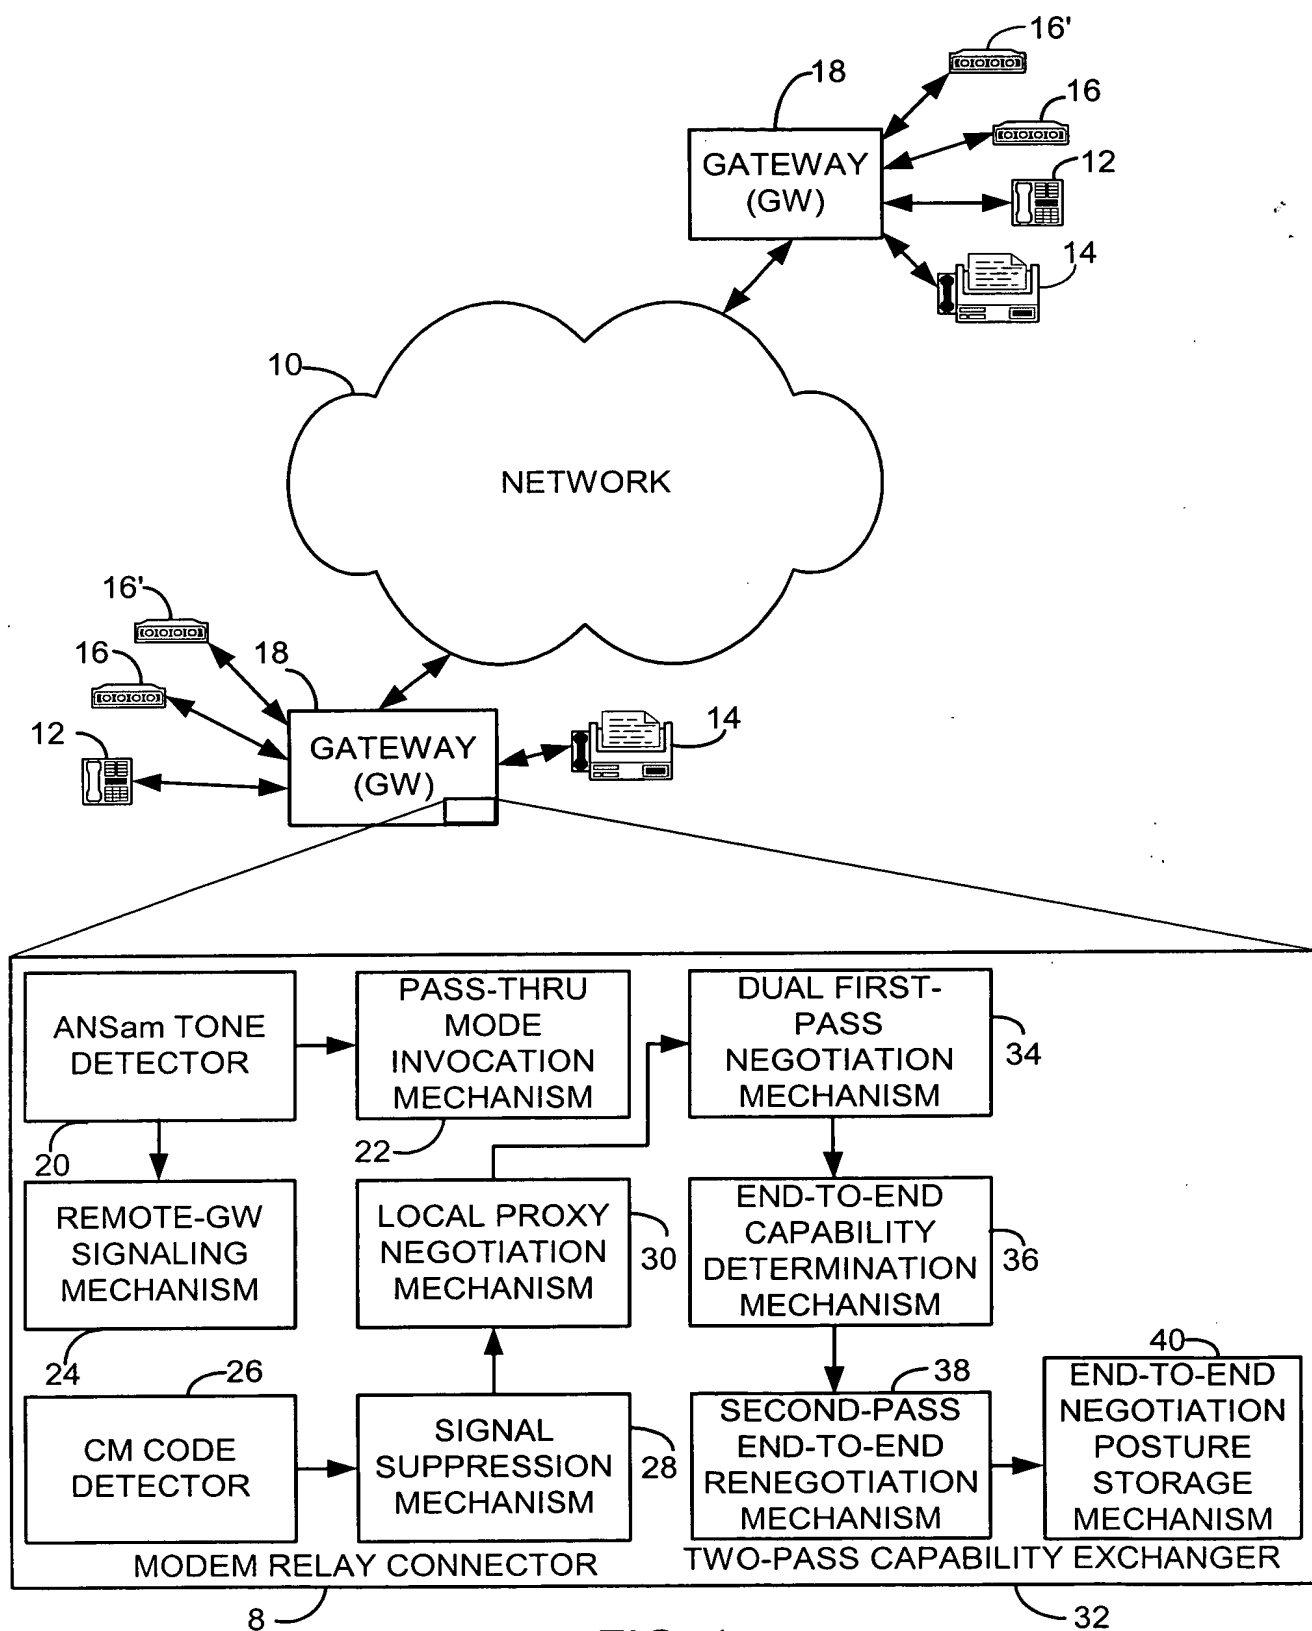 16'
18
16
GATEWAY
(GW)
12
14
10
NETWORK
16'
16
18
12
GATEWAY
(GW)
14
ANSam TONE
DETECTOR
PASS-THRU
MODE
INVOCATION
MECHANISM
DUAL FIRST-
PASS
NEGOTIATION
MECHANISM
34
20
22
REMOTE-GW
SIGNALING
MECHANISM
LOCAL PROXY
NEGOTIATION
MECHANISM
30
END-TO-END
CAPABILITY
DETERMINATION
MECHANISM
36
24
26
38
40
CM CODE
DETECTOR
SIGNAL
SUPPRESSION
MECHANISM
28
SECOND-PASS
END-TO-END
RENEGOTIATION
MECHANISM
END-TO-END
NEGOTIATION
POSTURE
STORAGE
MECHANISM
MODEM RELAY CONNECTOR
TWO-PASS CAPABILITY EXCHANGER
8
32